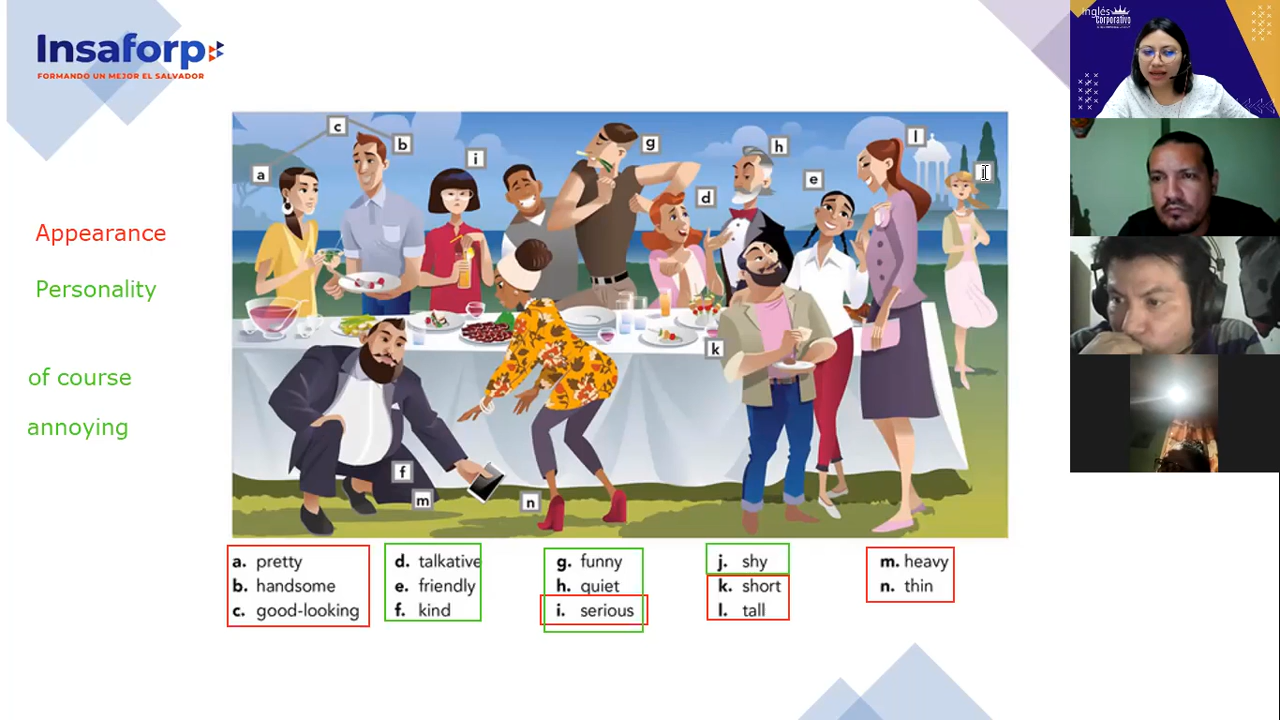 Insaforp
FORMANDO UN MEJOR EL SALVADOR
Inglés
Corporativo
Appearance
Personality
of course
annoying
a
c
b
i
g
d
h
e
l
k
f
m
n
a. pretty
b. handsome
c. good-looking
d. talkative
e. friendly
f. kind
g. funny
h. quiet
i. serious
j. shy
k. short
l. tall
m. heavy
n. thin